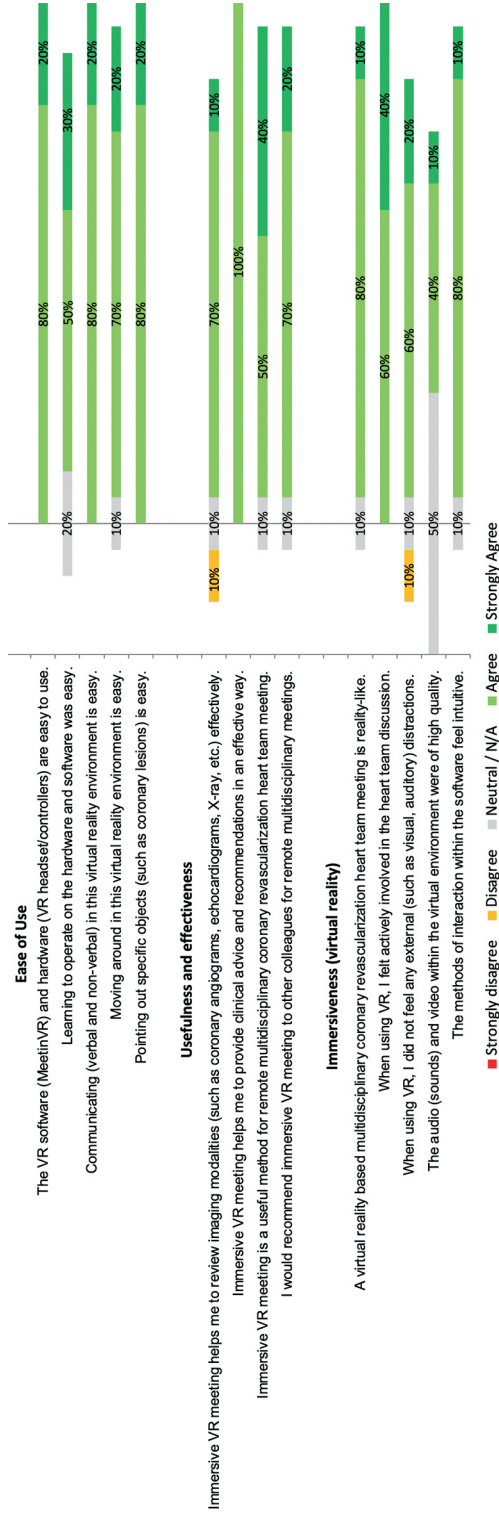 Ease of Use
The VR software (MeetinVR) and hardware (VR headset/controllers) are easy to use. 80% 20%
Learning to operate on the hardware and software was easy. 20% 50% 30%
Communicating (verbal and non-verbal) in this virtual reality environment is easy. 80% 20%
Moving around in this virtual reality environment is easy. 10% 70% 20%
Pointing out specific objects (such as coronary lesions) is easy. 80% 20%
Usefulness and effectiveness
Immersive VR meeting helps me to review imaging modalities (such as coronary angiograms, echocardiograms, X-ray, etc.) effectively. 10% 10% 70% 10%
Immersive VR meeting helps me to provide clinical advice and recommendations in an effective way. 100%
Immersive VR meeting is a useful method for remote multidisciplinary coronary revascularization heart team meeting. 10% 50% 40%
I would recommend immersive VR meeting to other colleagues for remote multidisciplinary meetings. 10% 70% 20%
Immersiveness (virtual reality)
A virtual reality based multidisciplinary coronary revascularization heart team meeting is reality-like. 10% 80% 10%
When using VR, I felt actively involved in the heart team discussion. 60% 40%
When using VR, I did not feel any external (such as visual, auditory) distractions. 10% 10% 60% 20%
The audio (sounds) and video within the virtual environment were of high quality. 50% 40% 10%
The methods of interaction within the software feel intuitive. 10% 80% 10%
Strongly disagree Disagree Neutral / N/A Agree Strongly Agree